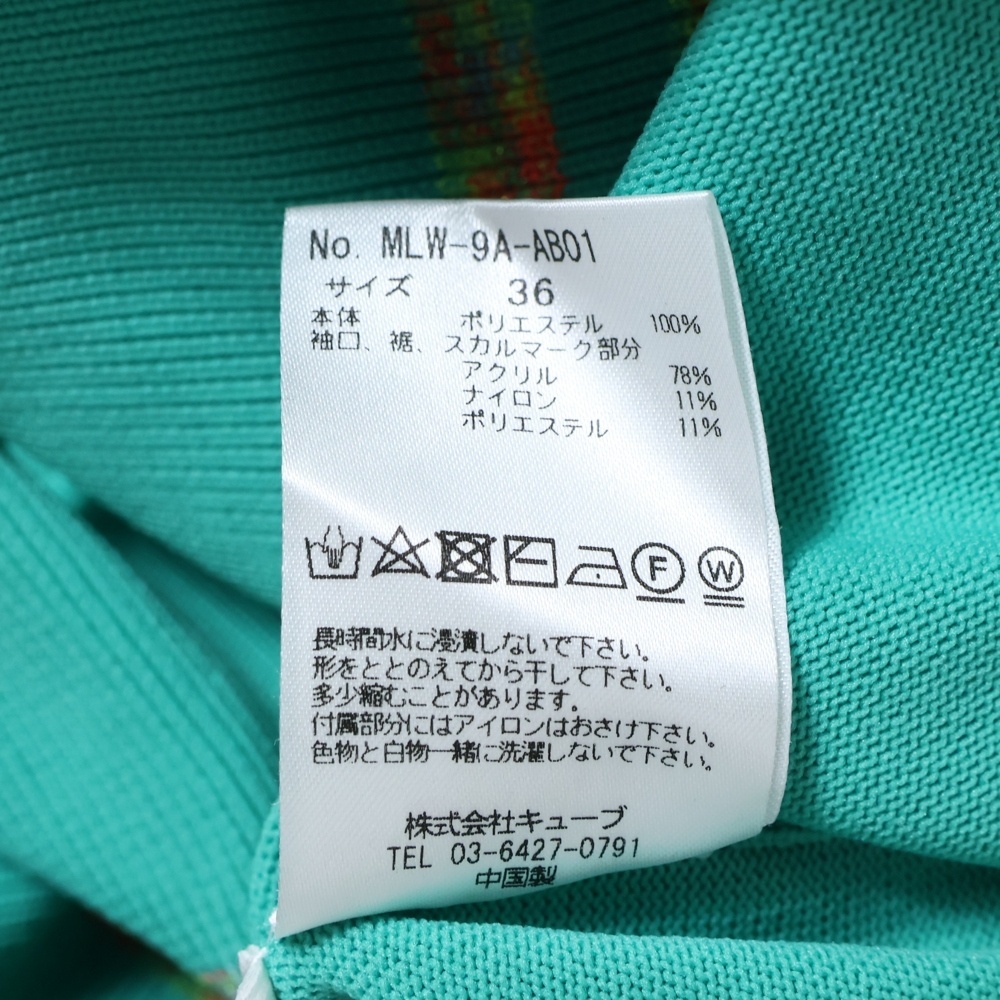 No. MLW-9A-AB01
サイズ 36
本体 ポリエステル 100%
袖口、裾、スカルマーク部分
アクリル 78%
ナイロン 11%
ポリエステル 11%
F W
長時間水に浸漬しないで下さい。
形をととのえてから干して下さい。
多少縮むことがあります。
付属部分にはアイロンはおさけ下さい。
色物と白物一緒に洗濯しないで下さい。
株式会社キューブ
TEL 03-6427-0791
中国製